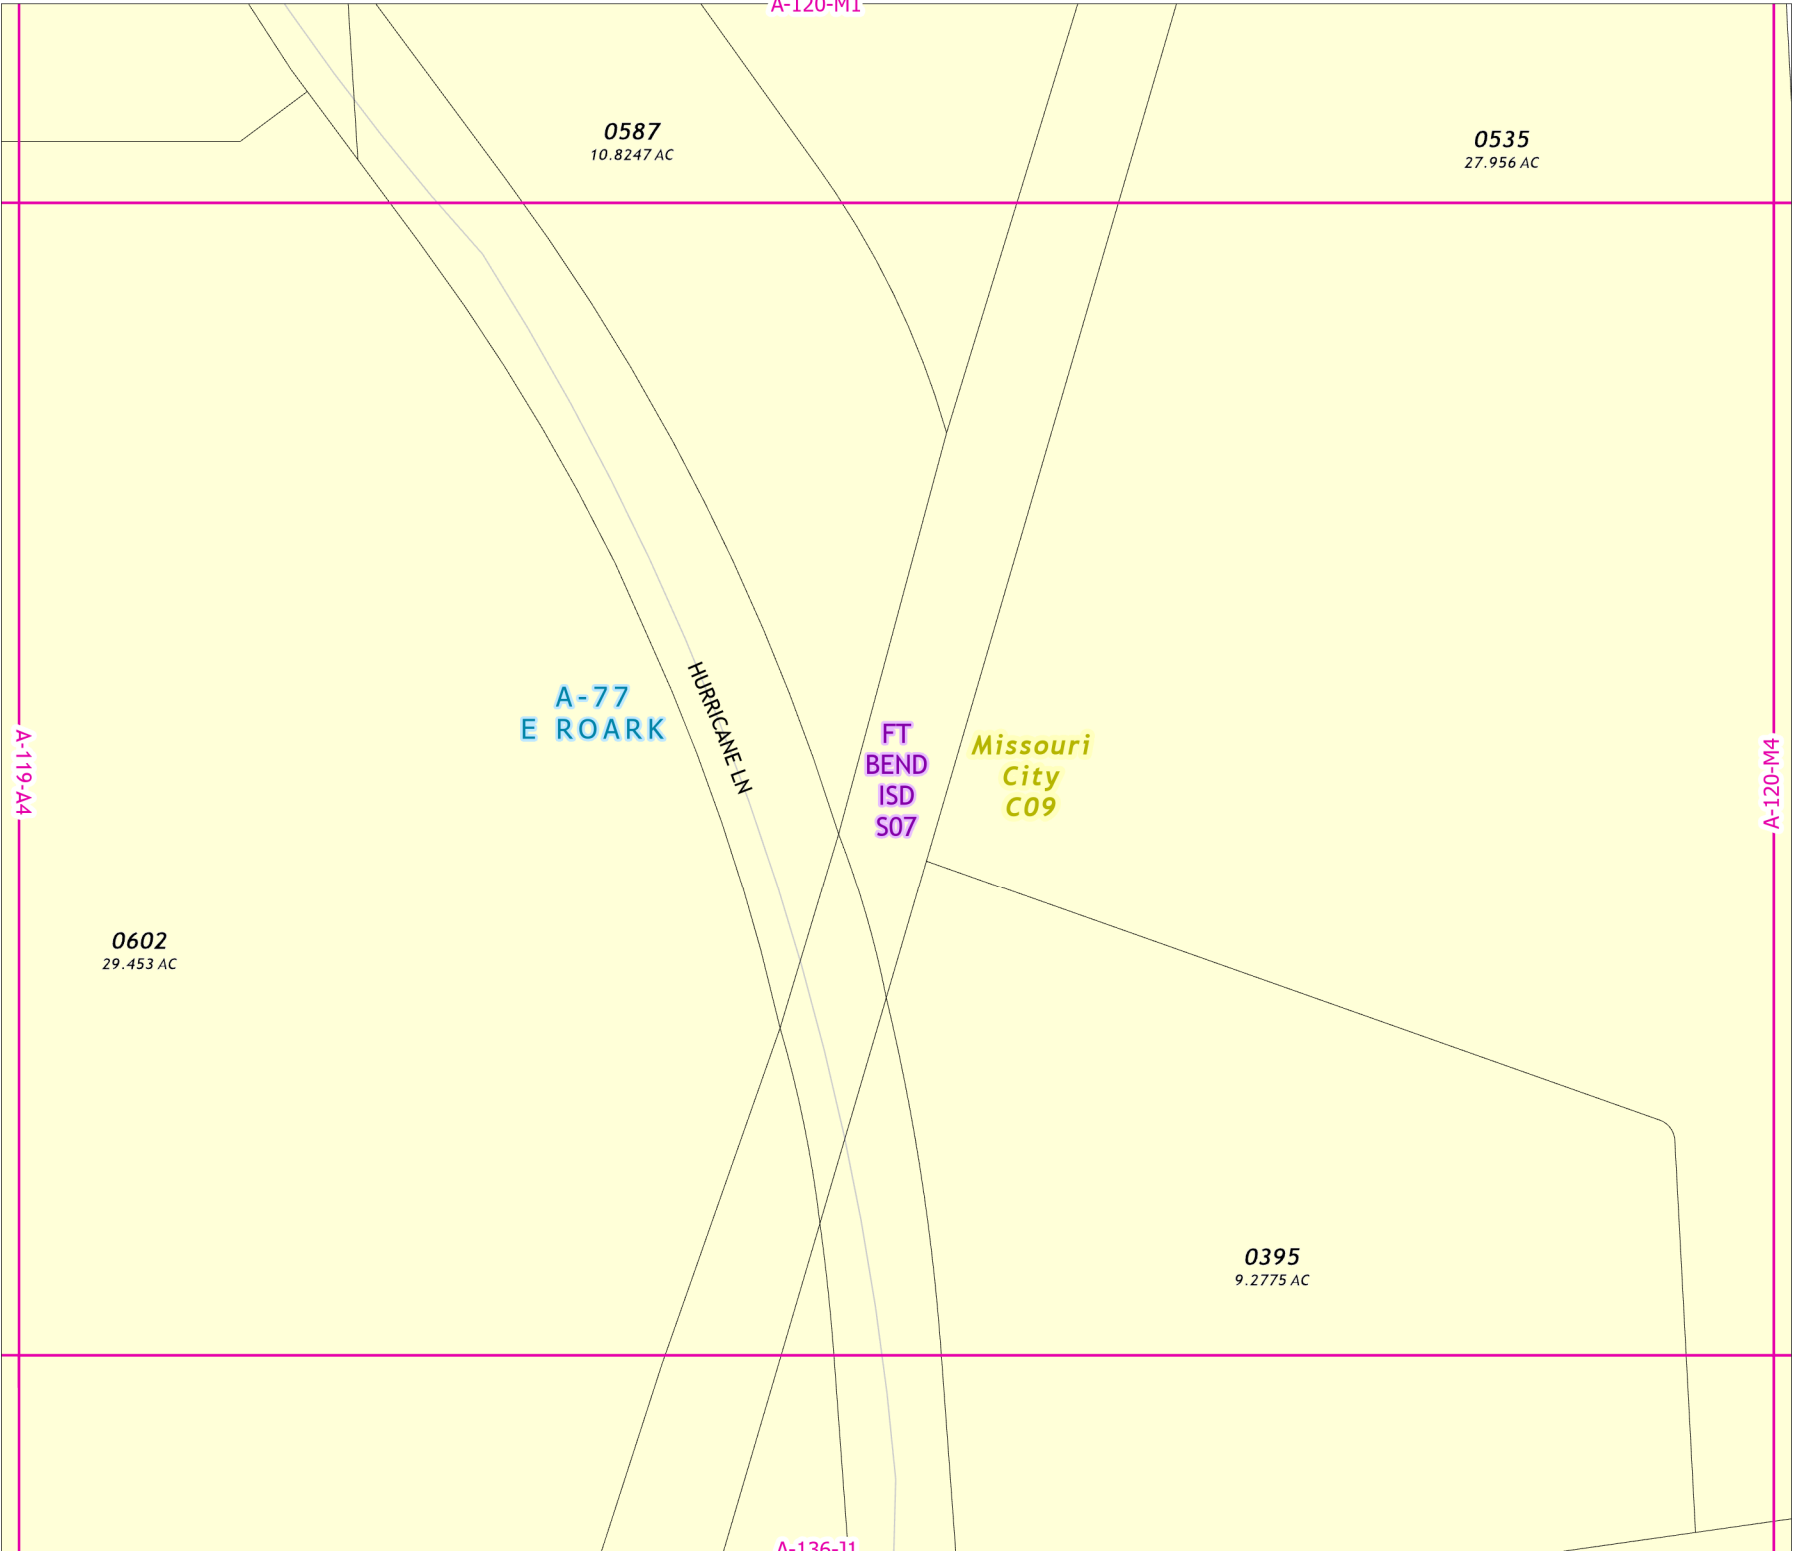 A-120-M1
0587
10.8247 AC
0535
27.956 AC
A-77
E ROARK
HURRICANE LN
FT
BEND
ISD
S07
Missouri
City
C09
A-119-A4
A-120-M4
0602
29.453 AC
0395
9.2775 AC
A-136-J1